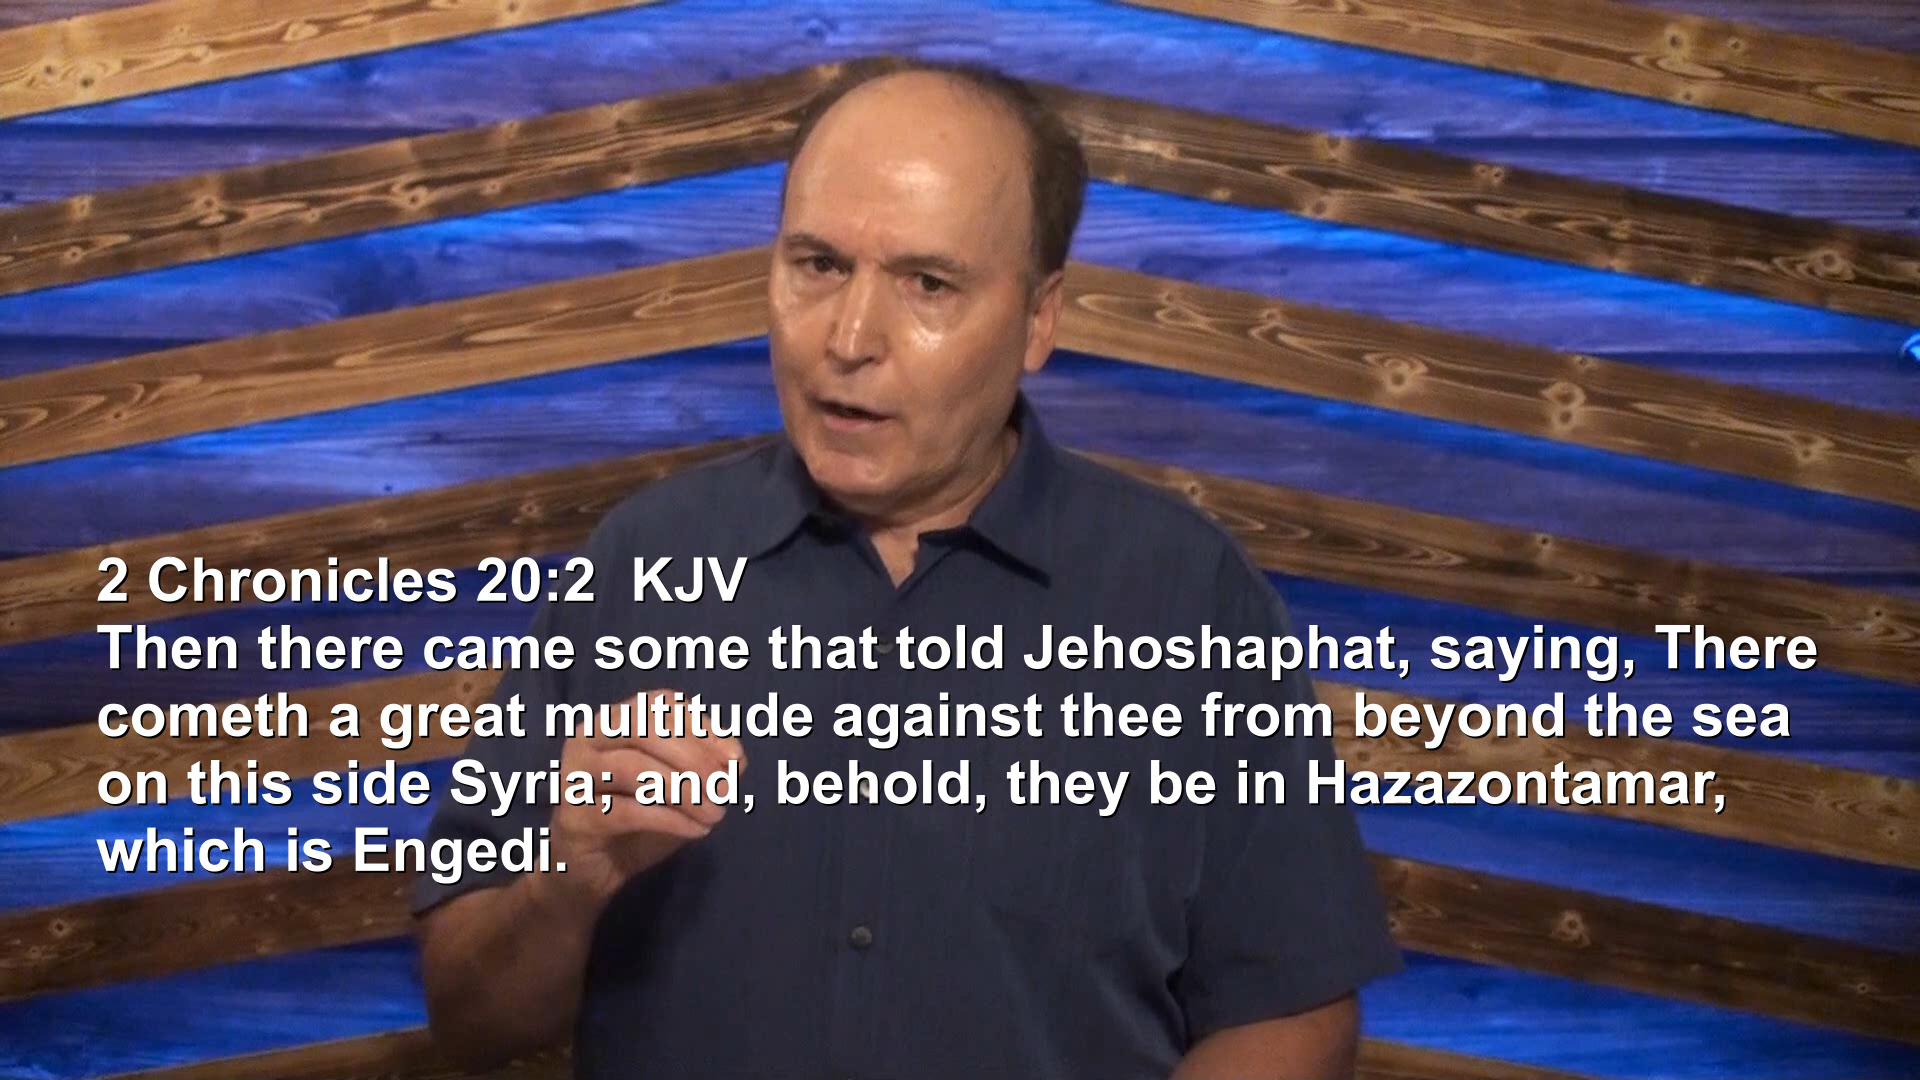 2 Chronicles 20:2  KJV
Then there came some that told Jehoshaphat, saying, There
cometh a great multitude against thee from beyond the sea
on this side Syria; and, behold, they be in Hazazontamar,
which is Engedi.